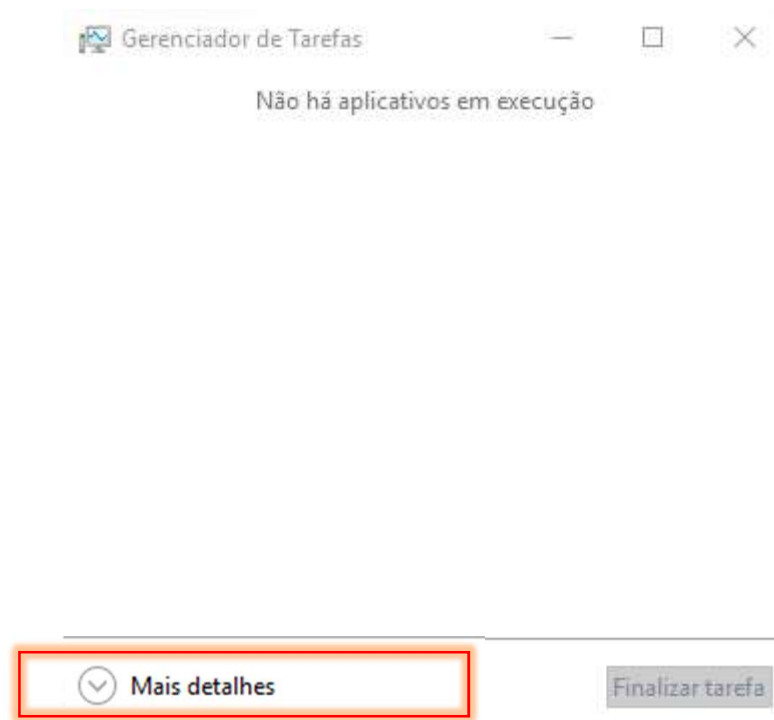 Gerenciador de Tarefas
Não há aplicativos em execução
Mais detalhes
Finalizar tarefa